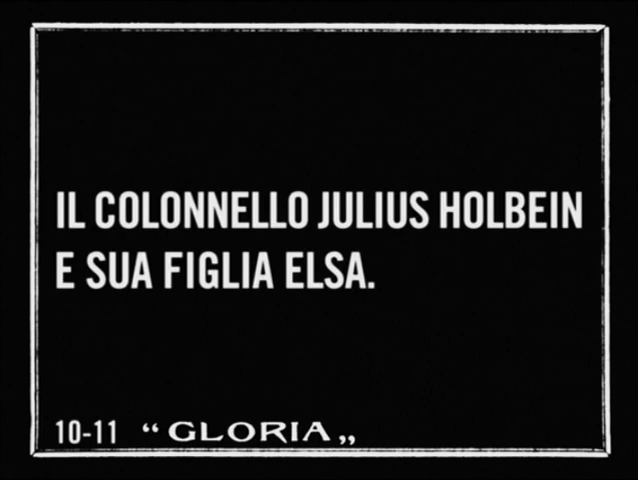 IL COLONNELLO JULIUS HOLBEIN
E SUA FIGLIA ELSA.
10-11 “GLORIA„